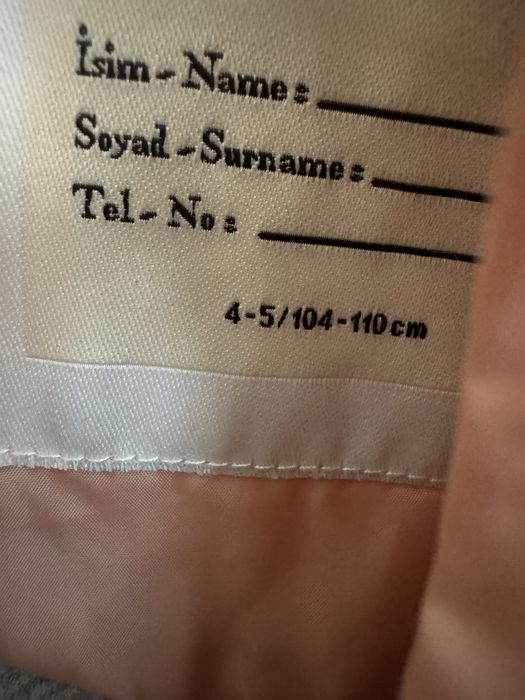 İsim - Name :
Soyad - Surname :
Tel - No :
4-5/104-110cm